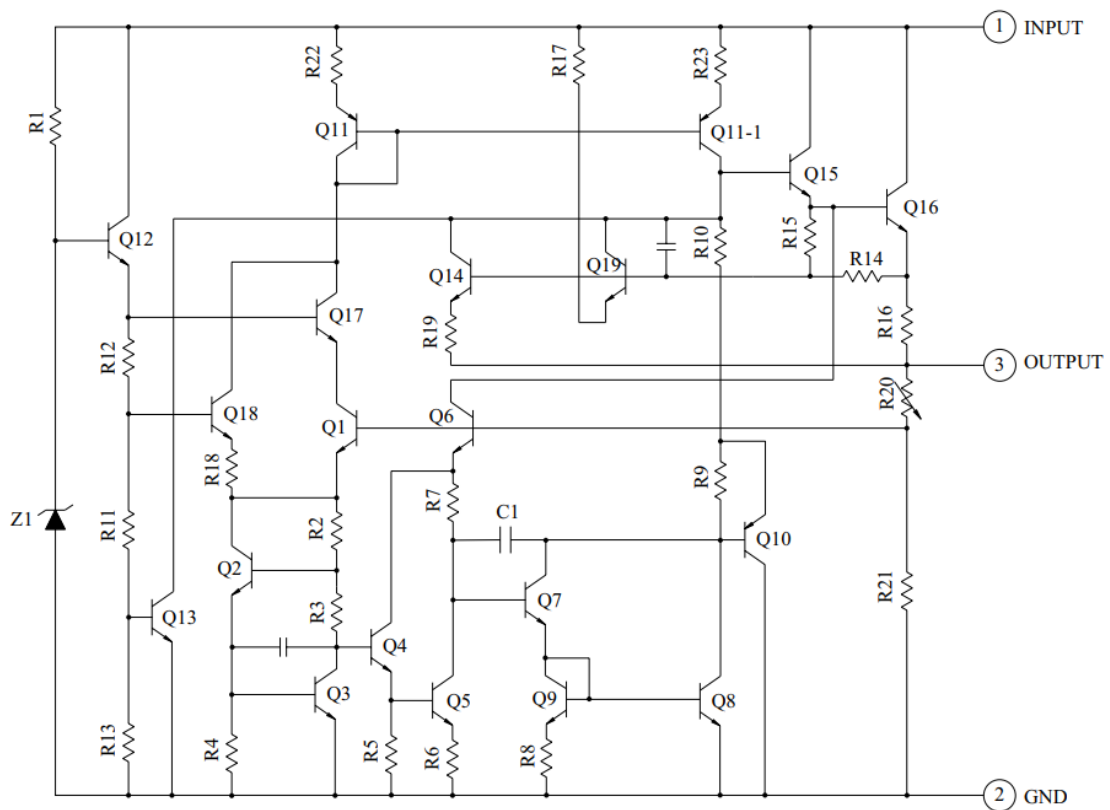 1 INPUT
R22
R17
R23
R1
Q11
Q11-1
Q15
Q12
Q16
R10
R15
Q14
Q19
R14
Q17
R19
R16
R12
3 OUTPUT
R20
Q18
Q1
Q6
R18
R7
R9
C1
Z1
R11
R2
Q10
Q2
R3
Q7
R21
Q13
Q4
Q3
Q5
Q9
Q8
R13
R4
R5
R6
R8
2 GND